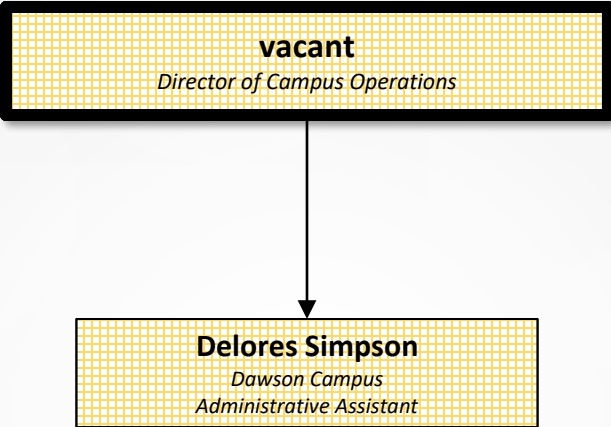 vacant
Director of Campus Operations
Delores Simpson
Dawson Campus
Administrative Assistant